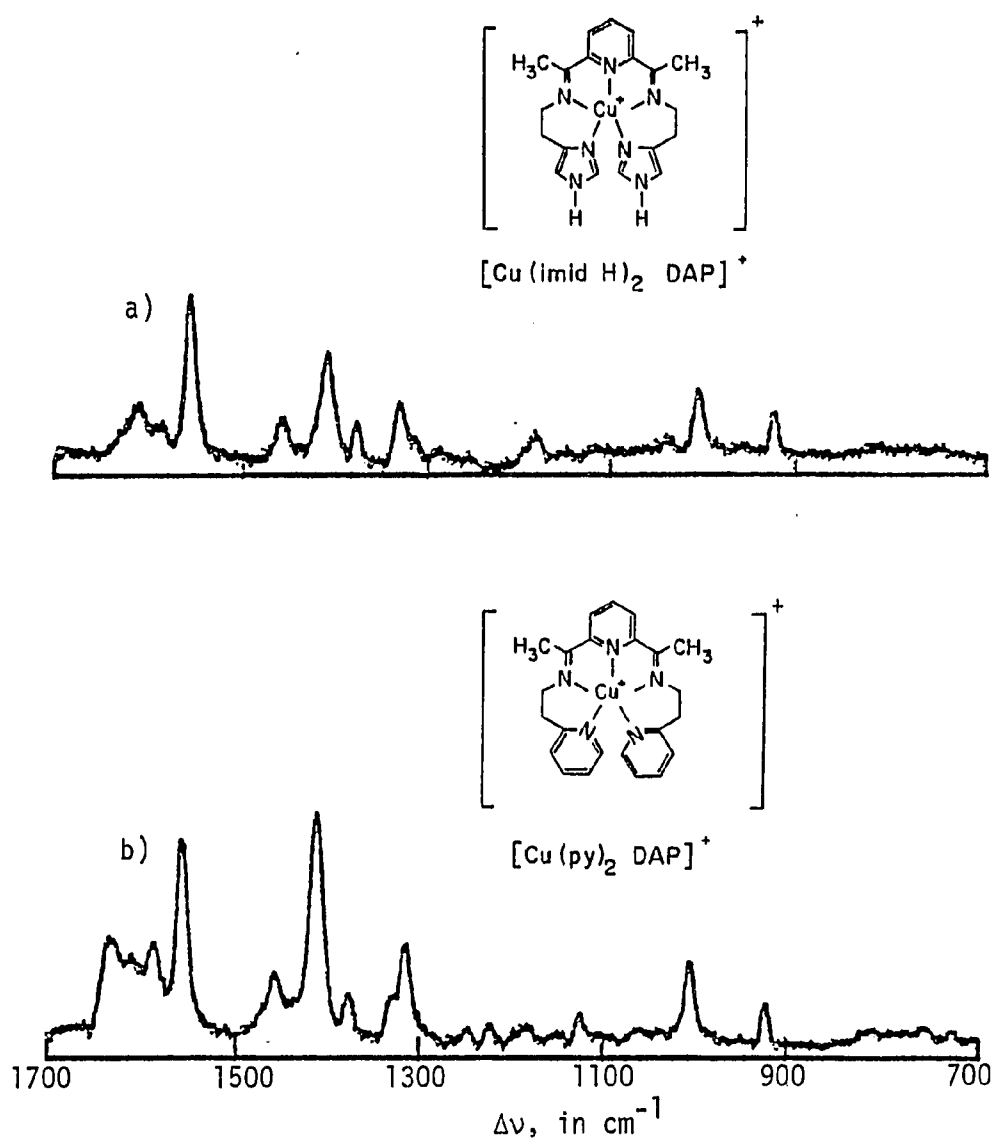 +
N
H₃C
CH₃
N
Cu⁺
N
N
N
N
N
H
H
[Cu(imid H)₂ DAP]⁺
a)
+
N
H₃C
CH₃
N
Cu⁺
N
N
N
[Cu(py)₂ DAP]⁺
b)
1700 1500 1300 1100 900 700
Δν, in cm⁻¹